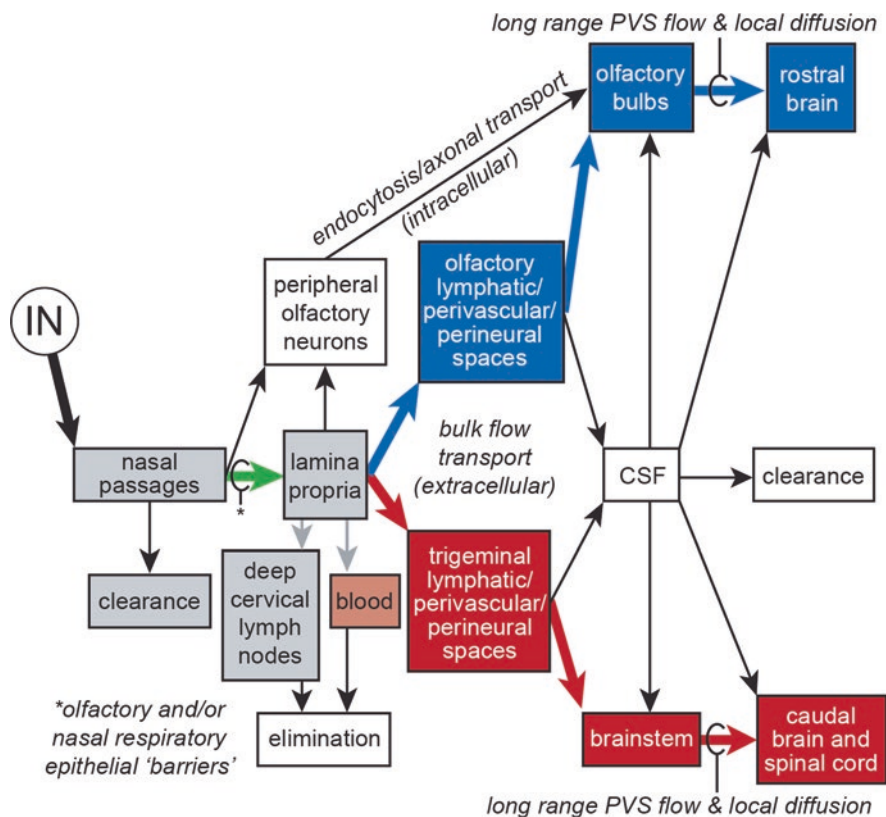 long range PVS flow & local diffusion
olfactory
bulbs
rostral
brain
endocytosis/axonal transport
(intracellular)
peripheral
olfactory
neurons
olfactory
lymphatic/
perivascular/
perineural
spaces
IN
nasal
passages
*
lamina
propria
bulk flow
transport
(extracellular)
CSF
clearance
clearance
deep
cervical
lymph
nodes
blood
trigeminal
lymphatic/
perivascular/
perineural
spaces
*olfactory and/or
nasal respiratory
epithelial ‘barriers’
elimination
brainstem
caudal
brain and
spinal cord
long range PVS flow & local diffusion